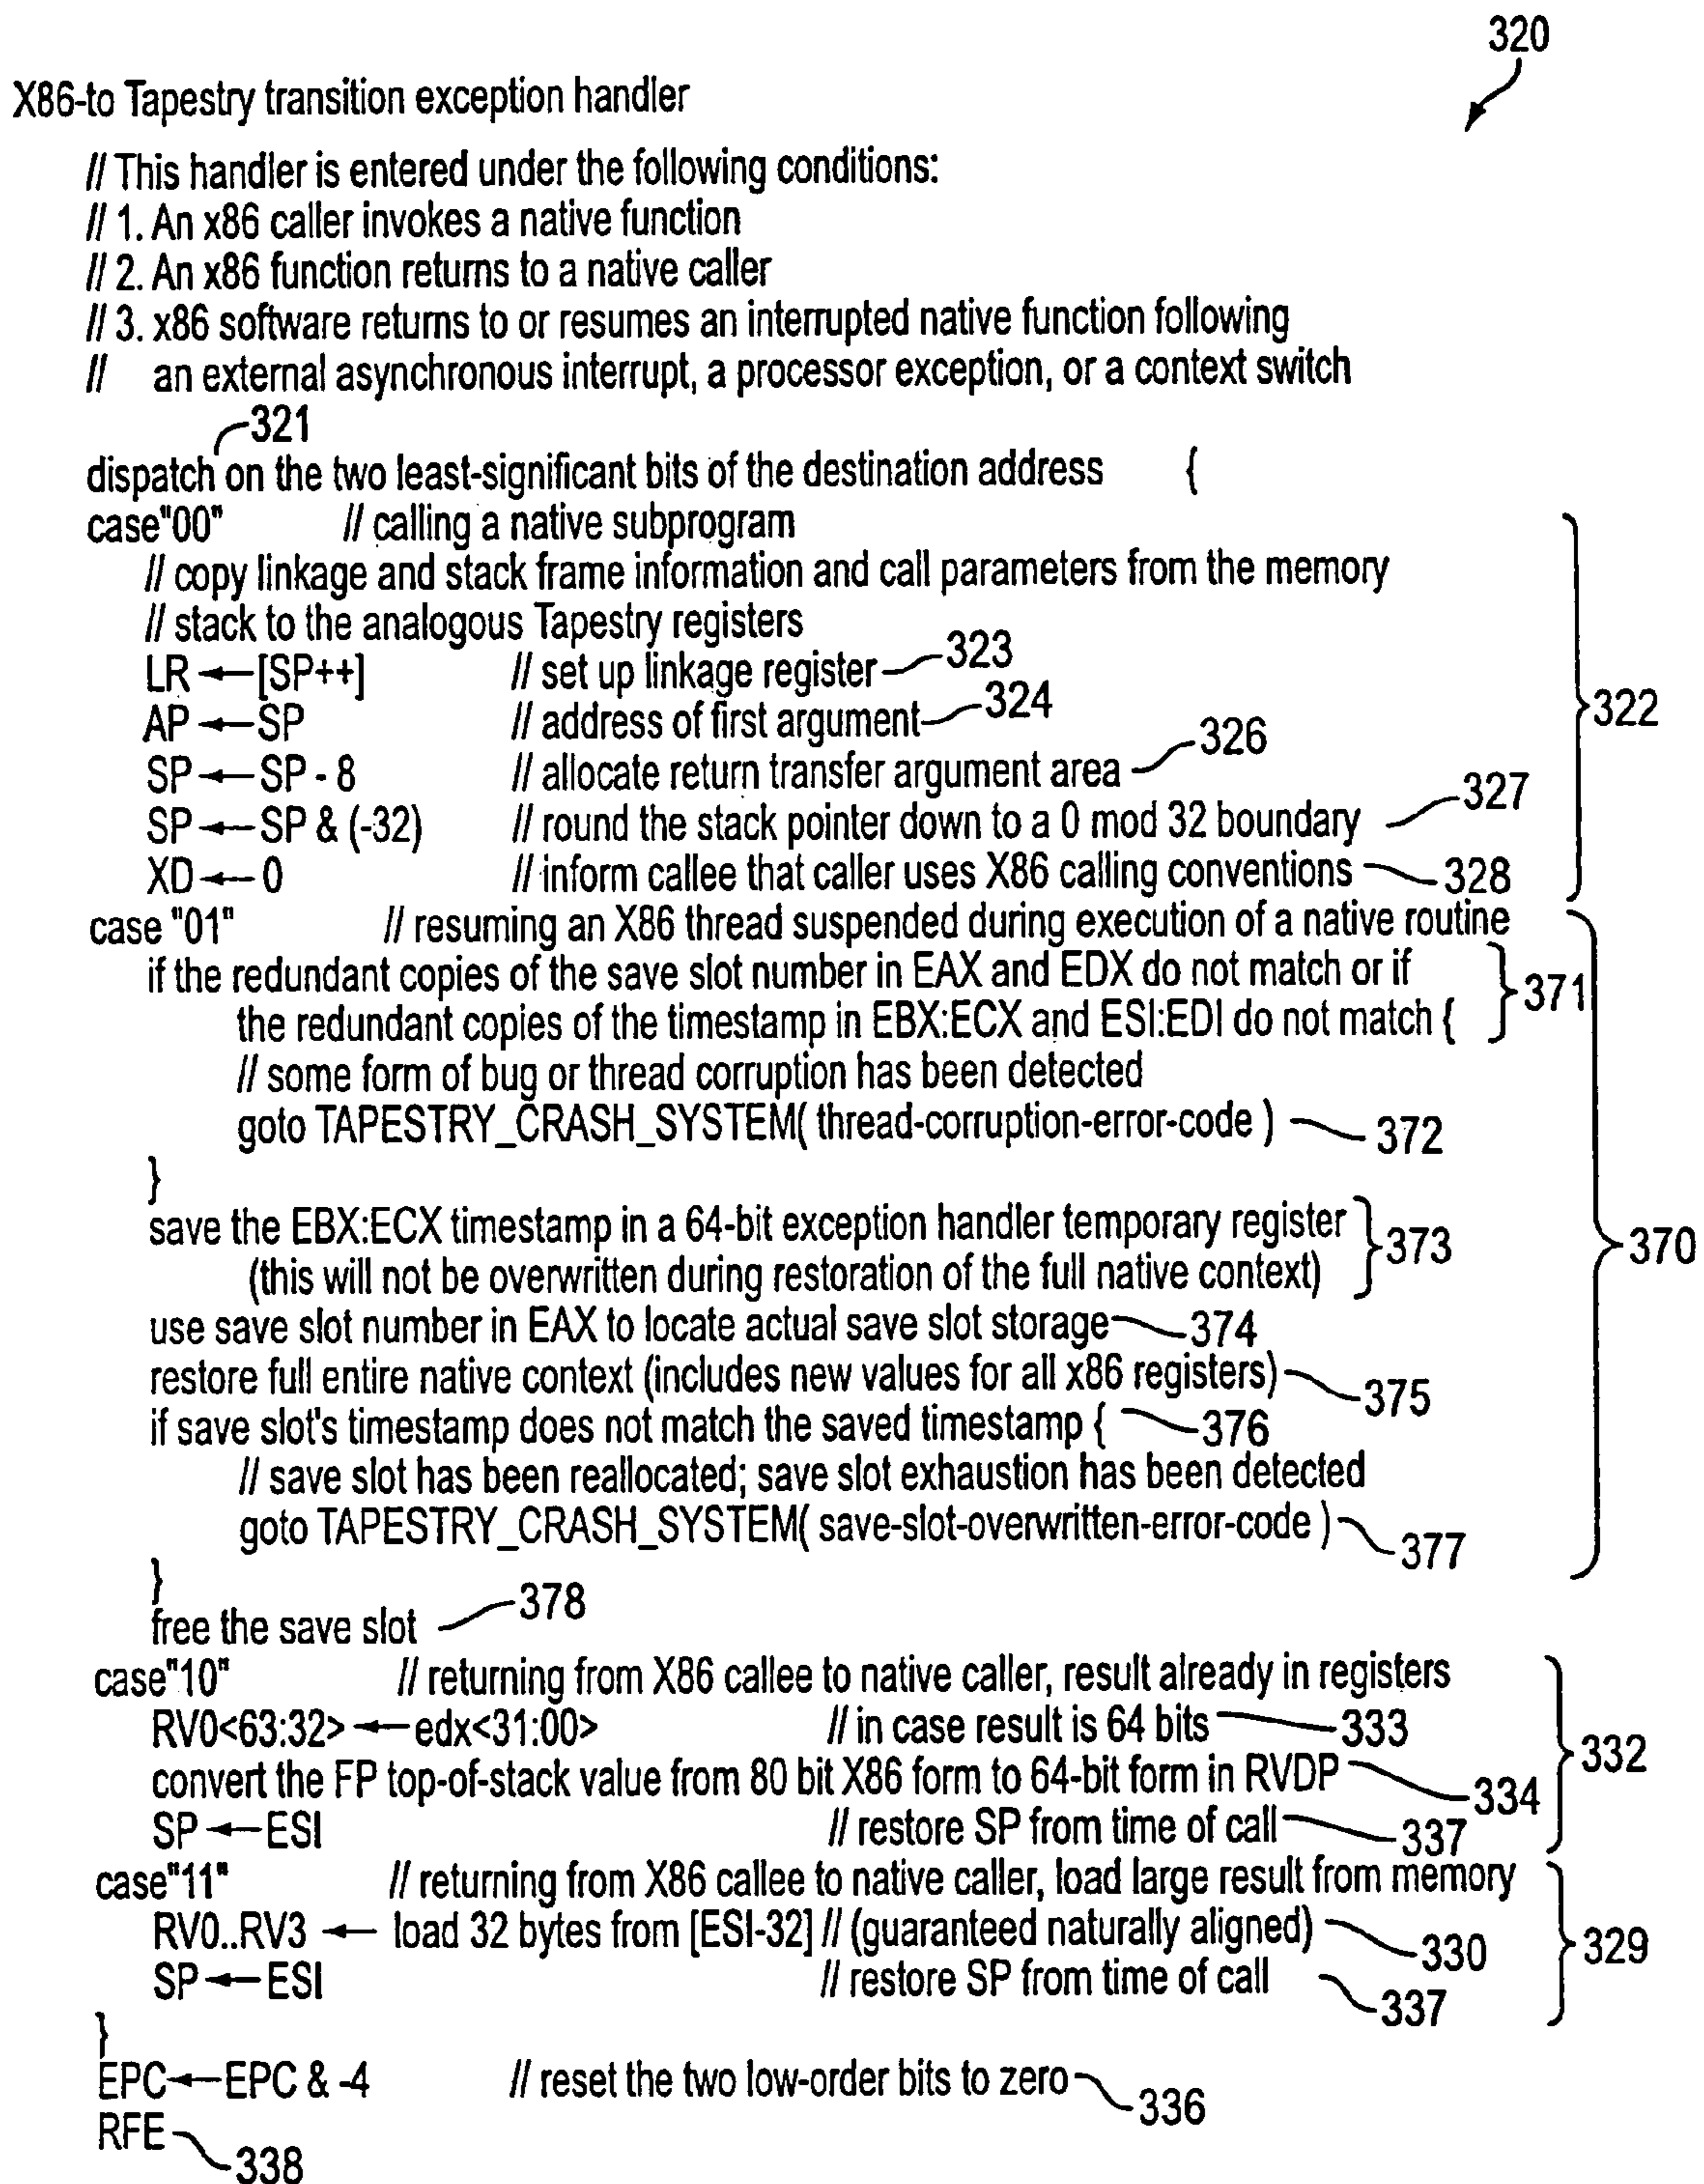 320
X86-to Tapestry transition exception handler
// This handler is entered under the following conditions:
// 1. An x86 caller invokes a native function
// 2. An x86 function returns to a native caller
// 3. x86 software returns to or resumes an interrupted native function following
// an external asynchronous interrupt, a processor exception, or a context switch
321
dispatch on the two least-significant bits of the destination address {
case"00" // calling a native subprogram
// copy linkage and stack frame information and call parameters from the memory
// stack to the analogous Tapestry registers
LR ← [SP++] // set up linkage register 323
AP ← SP // address of first argument 324
322
SP ← SP - 8 // allocate return transfer argument area 326
SP ← SP & (-32) // round the stack pointer down to a 0 mod 32 boundary 327
XD ← 0 // inform callee that caller uses X86 calling conventions 328
case "01" // resuming an X86 thread suspended during execution of a native routine
if the redundant copies of the save slot number in EAX and EDX do not match or if
the redundant copies of the timestamp in EBX:ECX and ESI:EDI do not match { 371
// some form of bug or thread corruption has been detected
goto TAPESTRY_CRASH_SYSTEM( thread-corruption-error-code ) 372
}
save the EBX:ECX timestamp in a 64-bit exception handler temporary register
(this will not be overwritten during restoration of the full native context) 373
370
use save slot number in EAX to locate actual save slot storage 374
restore full entire native context (includes new values for all x86 registers) 375
if save slot's timestamp does not match the saved timestamp { 376
// save slot has been reallocated; save slot exhaustion has been detected
goto TAPESTRY_CRASH_SYSTEM( save-slot-overwritten-error-code ) 377
}
free the save slot 378
case"10" // returning from X86 callee to native caller, result already in registers
RV0<63:32> ← edx<31:00> // in case result is 64 bits 333
332
convert the FP top-of-stack value from 80 bit X86 form to 64-bit form in RVDP 334
SP ← ESI // restore SP from time of call 337
case"11" // returning from X86 callee to native caller, load large result from memory
RV0..RV3 ← load 32 bytes from [ESI-32] // (guaranteed naturally aligned) 330
329
SP ← ESI // restore SP from time of call 337
}
EPC ← EPC & -4 // reset the two low-order bits to zero 336
RFE 338